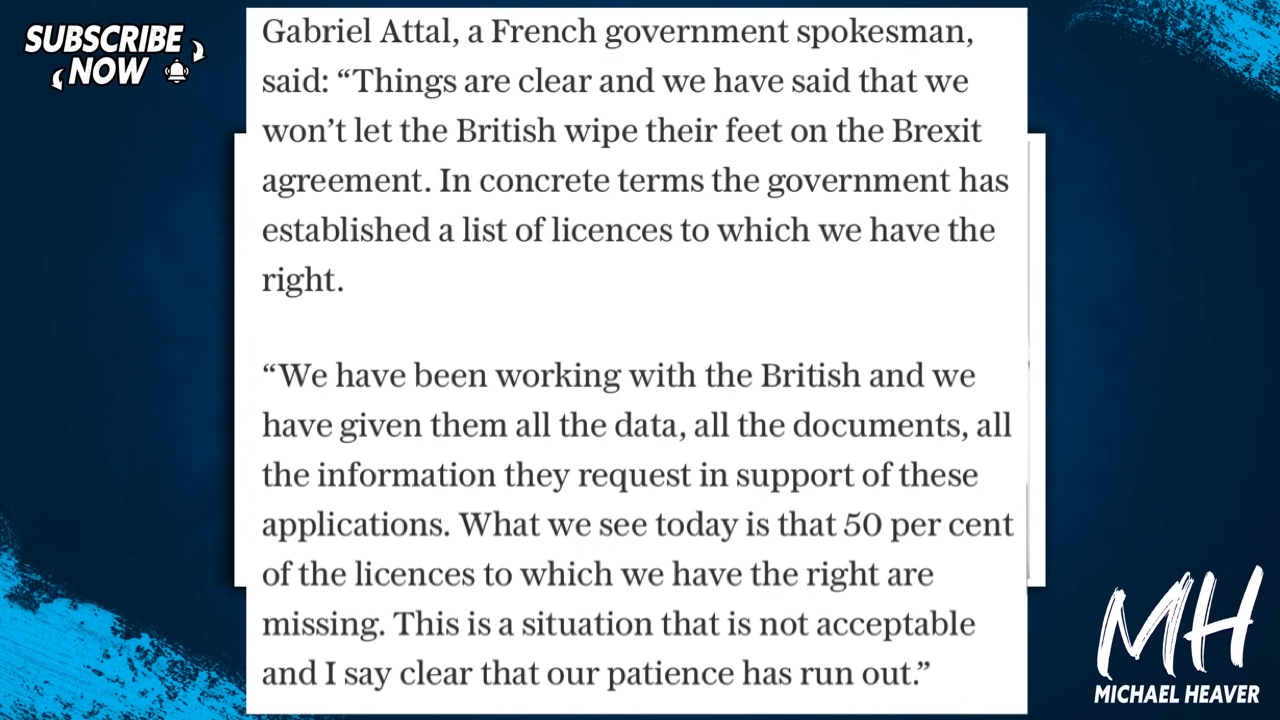 SUBSCRIBE
NOW
Gabriel Attal, a French government spokesman,
said: “Things are clear and we have said that we
won’t let the British wipe their feet on the Brexit
agreement. In concrete terms the government has
established a list of licences to which we have the
right.
“We have been working with the British and we
have given them all the data, all the documents, all
the information they request in support of these
applications. What we see today is that 50 per cent
of the licences to which we have the right are
missing. This is a situation that is not acceptable
and I say clear that our patience has run out.”
MH
MICHAEL HEAVER